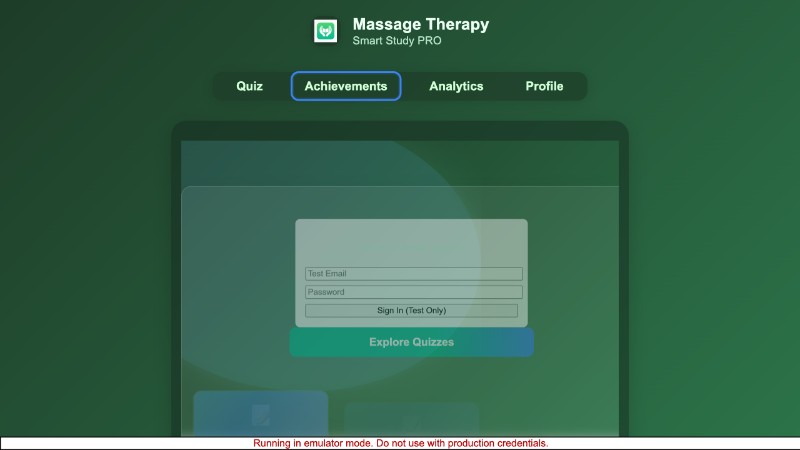 Massage Therapy
Smart Study PRO
Quiz
Achievements
Analytics
Profile
Test Email
Password
Sign In (Test Only)
Explore Quizzes
Running in emulator mode. Do not use with production credentials.